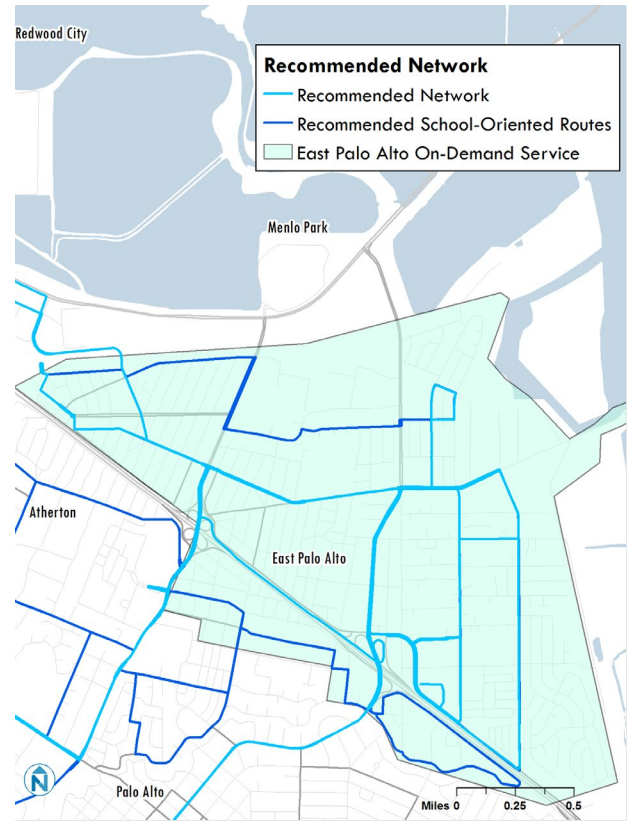 Redwood City
Recommended Network
Recommended Network
Recommended School-Oriented Routes
East Palo Alto On-Demand Service
Menlo Park
Atherton
East Palo Alto
N
Palo Alto
Miles 0 0.25 0.5